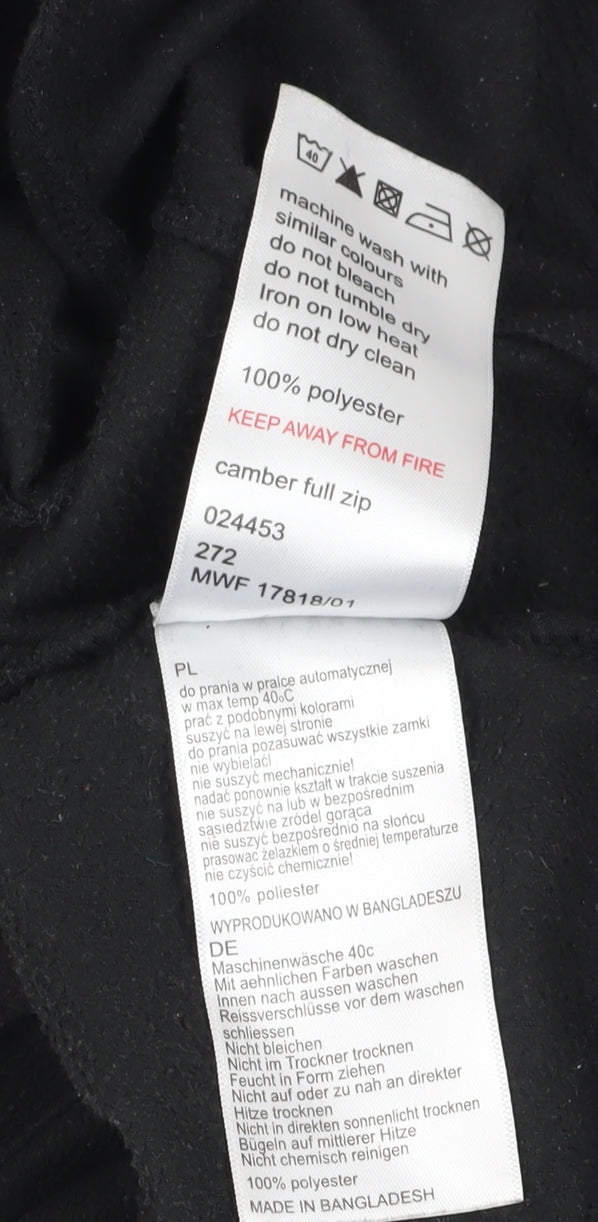 40
machine wash with
similar colours
do not bleach
do not tumble dry
Iron on low heat
do not dry clean
100% polyester
KEEP AWAY FROM FIRE
camber full zip
024453
272
MWF 17818/01
PL
do prania w pralce automatycznej
w max temp 40oC
prać z podobnymi kolorami
suszyć na lewej stronie
do prania pozasuwać wszystkie zamki
nie wybielać!
nie suszyć mechanicznie!
nadać ponownie kształt w trakcie suszenia
nie suszyć na lub w bezpośrednim
sąsiedztwie źródel gorąca
nie suszyć bezpośrednio na słońcu
prasować żelazkiem o średniej temperaturze
nie czyścić chemicznie!
100% poliester
WYPRODUKOWANO W BANGLADESZU
DE
Maschinenwäsche 40c
Mit aehnlichen Farben waschen
Innen nach aussen waschen
Reissverschlüsse vor dem waschen
schliessen
Nicht bleichen
Nicht im Trockner trocknen
Feucht in Form ziehen
Nicht auf oder zu nah an direkter
Hitze trocknen
Nicht in direkten sonnenlicht trocknen
Bügeln auf mittlerer Hitze
Nicht chemisch reinigen
100% polyester
MADE IN BANGLADESH